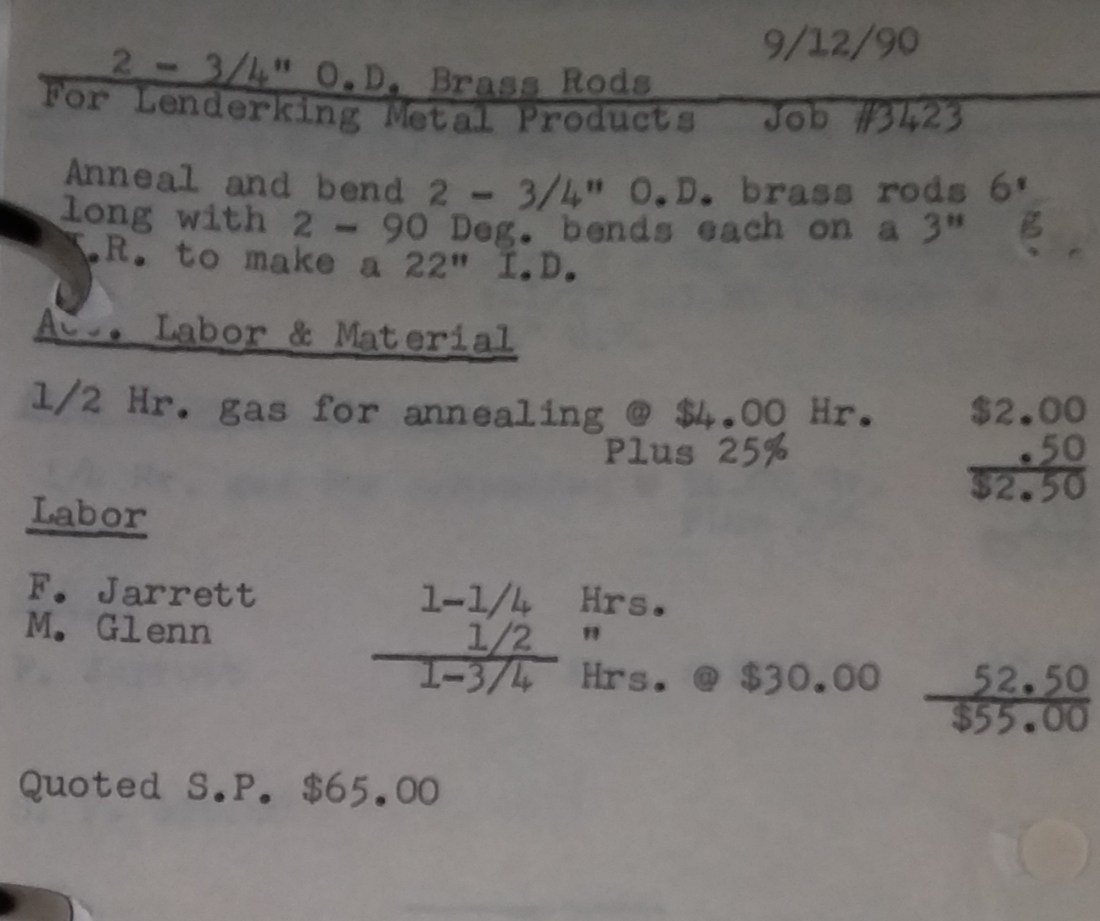 9/12/90
2 - 3/4" O.D. Brass Rods
For Lenderking Metal Products Job #3423
Anneal and bend 2 - 3/4" O.D. brass rods 6'
long with 2 - 90 Deg. bends each on a 3"
.R. to make a 22" I.D.
Labor & Material
1/2 Hr. gas for annealing @ $4.00 Hr. $2.00
Plus 25% .50
$2.50
Labor
F. Jarrett 1-1/4 Hrs.
M. Glenn 1/2 "
1-3/4 Hrs. @ $30.00 52.50
$55.00
Quoted S.P. $65.00